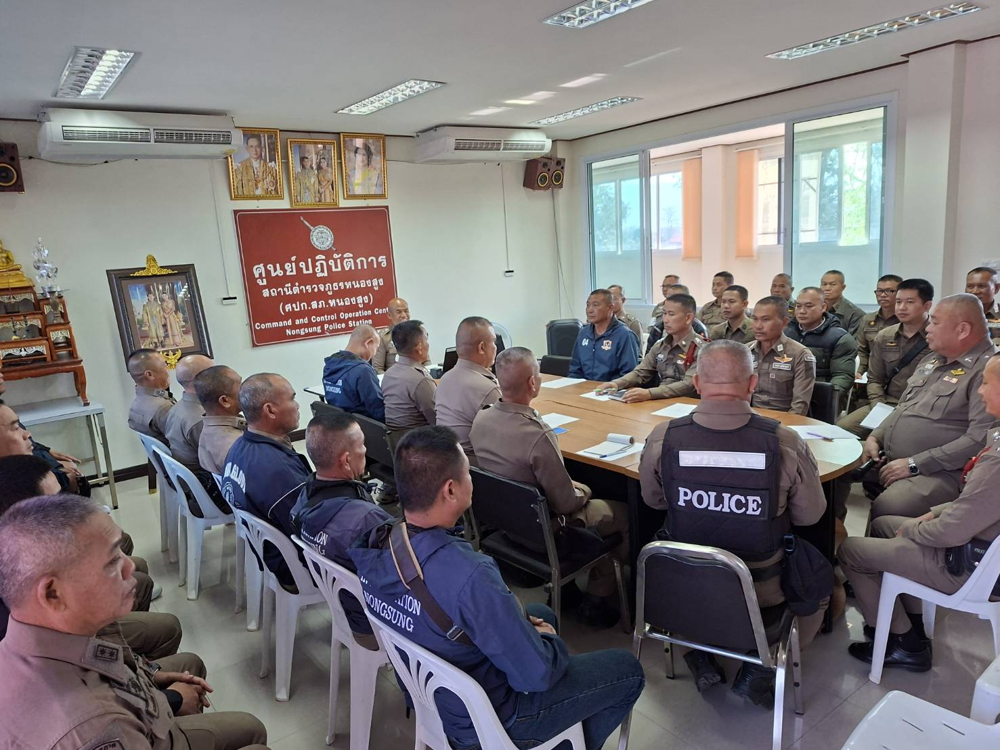 ศูนย์ปฏิบัติการ
สถานีตำรวจภูธรหนองสูง
(ศปก.สภ.หนองสูง)
Command and Control Operation Cent
Nongsung Police Station
04
POLICE
NONGSUNG
ATION
NONGSUNG